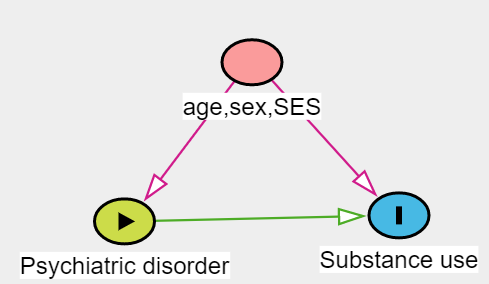 age,sex,SES
Psychiatric disorder
Substance use